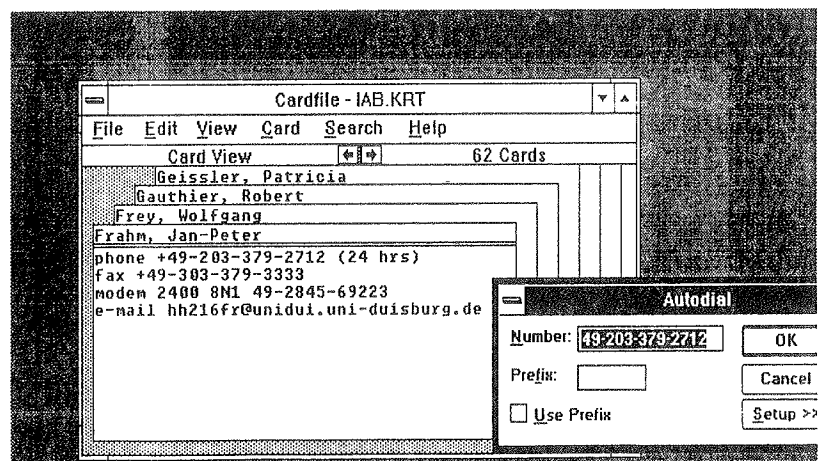 Cardfile - IAB.KRT
File Edit View Card Search Help
Card View 62 Cards
Geissler, Patricia
Gauthier, Robert
Frey, Wolfgang
Frahm, Jan-Peter
phone +49-203-379-2712 (24 hrs)
fax +49-303-379-3333
modem 2400 8N1 49-2845-69223
e-mail hh216fr@unidui.uni-duisburg.de
Autodial
Number: 49-203-379-2712 OK
Prefix: Cancel
Use Prefix Setup >>